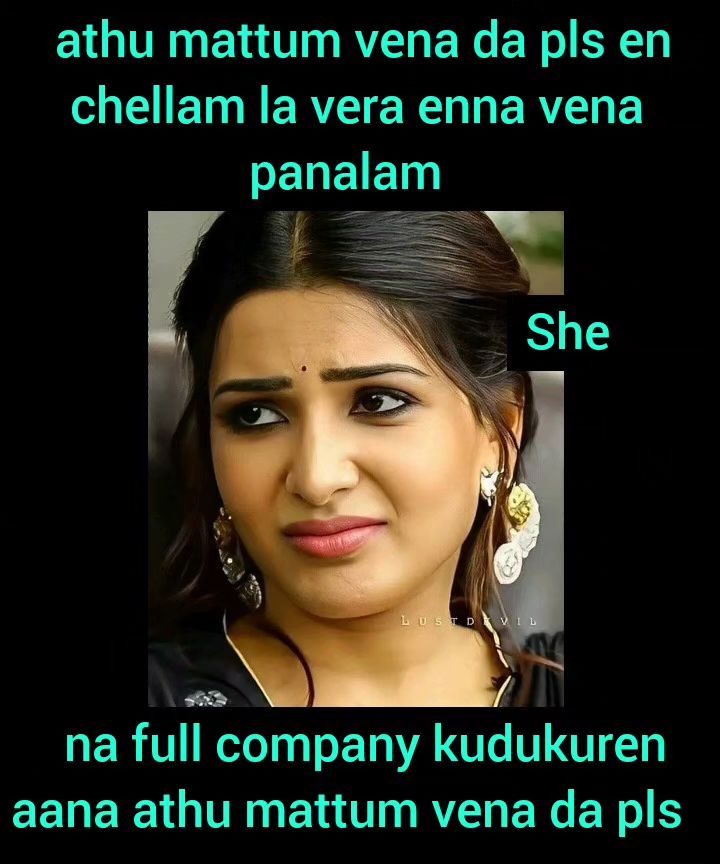 athu mattum vena da pls en
chellam la vera enna vena
panalam
She
LUSTDEVIL
na full company kudukuren
aana athu mattum vena da pls